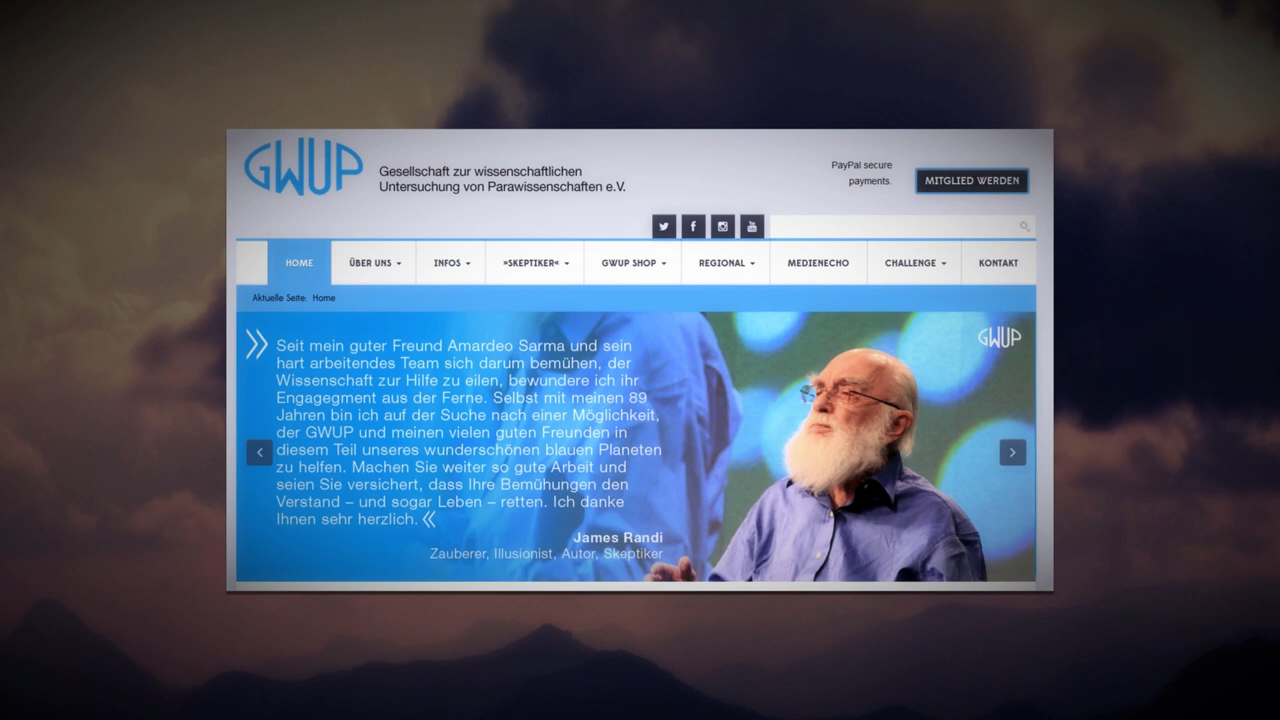 GWUP
Gesellschaft zur wissenschaftlichen
Untersuchung von Parawissenschaften e.V.
PayPal secure
payments.
MITGLIED WERDEN
HOME
ÜBER UNS
INFOS
»SKEPTIKER«
GWUP SHOP
REGIONAL
MEDIENECHO
CHALLENGE
KONTAKT
Aktuelle Seite: Home
GWUP
» Seit mein guter Freund Amardeo Sarma und sein
hart arbeitendes Team sich darum bemühen, der
Wissenschaft zur Hilfe zu eilen, bewundere ich ihr
Engagegment aus der Ferne. Selbst mit meinen 89
Jahren bin ich auf der Suche nach einer Möglichkeit,
der GWUP und meinen vielen guten Freunden in
diesem Teil unseres wunderschönen blauen Planeten
zu helfen. Machen Sie weiter so gute Arbeit und
seien Sie versichert, dass Ihre Bemühungen den
Verstand – und sogar Leben – retten. Ich danke
Ihnen sehr herzlich. «
James Randi
Zauberer, Illusionist, Autor, Skeptiker